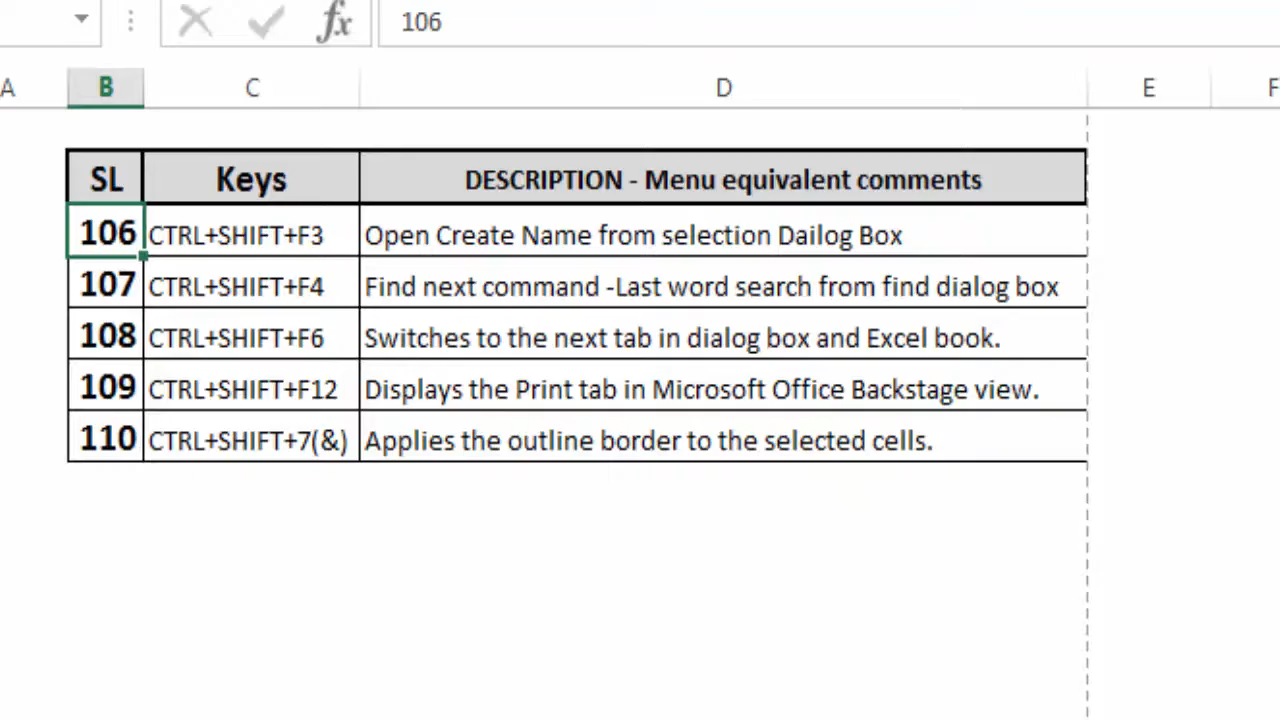 fx 106
A B C D E F
SL Keys DESCRIPTION - Menu equivalent comments
106 CTRL+SHIFT+F3 Open Create Name from selection Dailog Box
107 CTRL+SHIFT+F4 Find next command -Last word search from find dialog box
108 CTRL+SHIFT+F6 Switches to the next tab in dialog box and Excel book.
109 CTRL+SHIFT+F12 Displays the Print tab in Microsoft Office Backstage view.
110 CTRL+SHIFT+7(&) Applies the outline border to the selected cells.